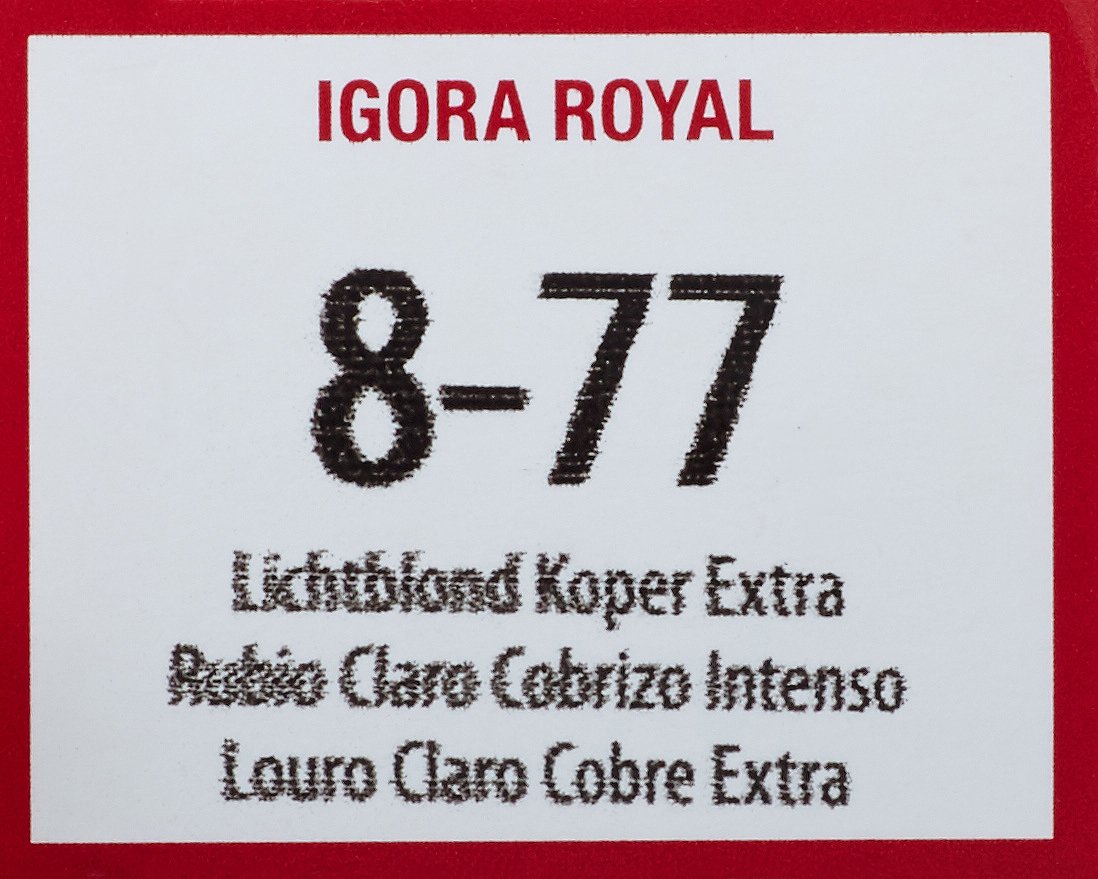 IGORA ROYAL
8-77
Lichtblond Koper Extra
Rubio Claro Cobrizo Intenso
Louro Claro Cobre Extra